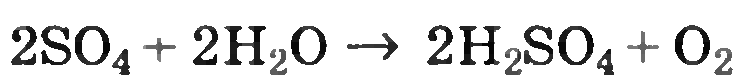 2SO₄ + 2H₂O → 2H₂SO₄ + O₂